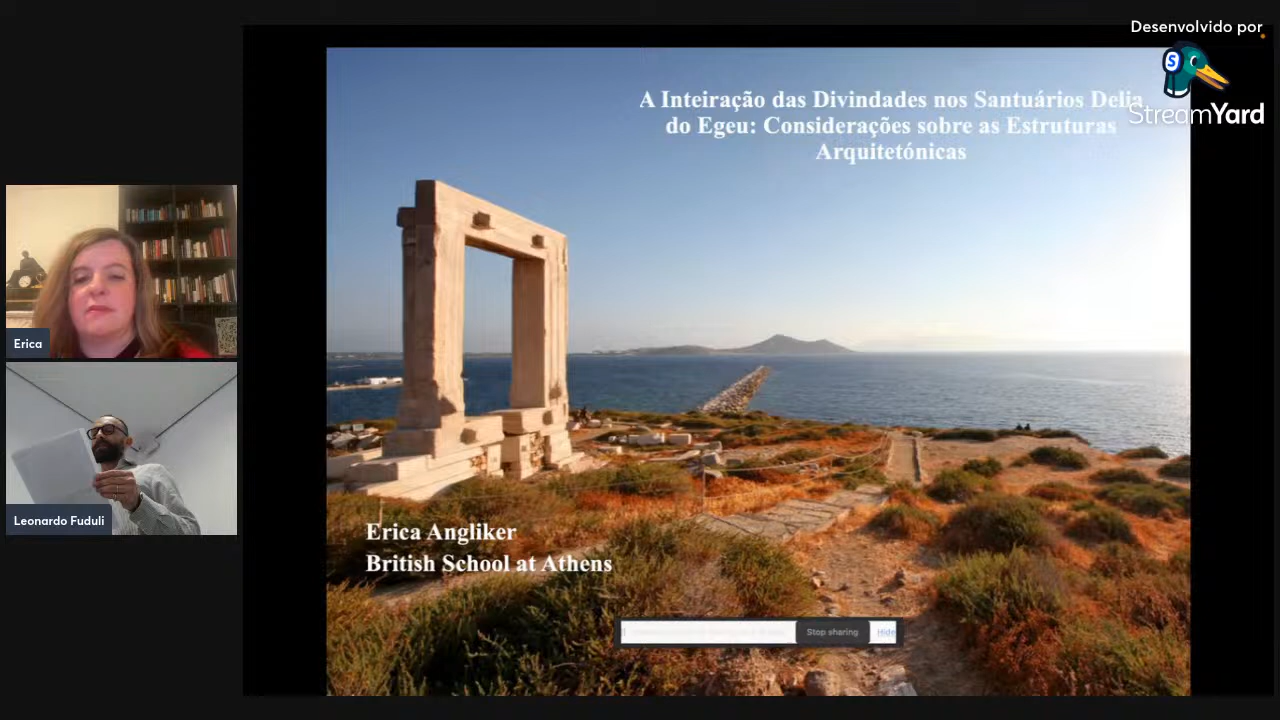 Desenvolvido por
StreamYard
A Inteiração das Divindades nos Santuários Delia
do Egeu: Considerações sobre as Estruturas
Arquitetónicas
Erica
Leonardo Fuduli
Erica Angliker
British School at Athens
Stop sharing
Hide